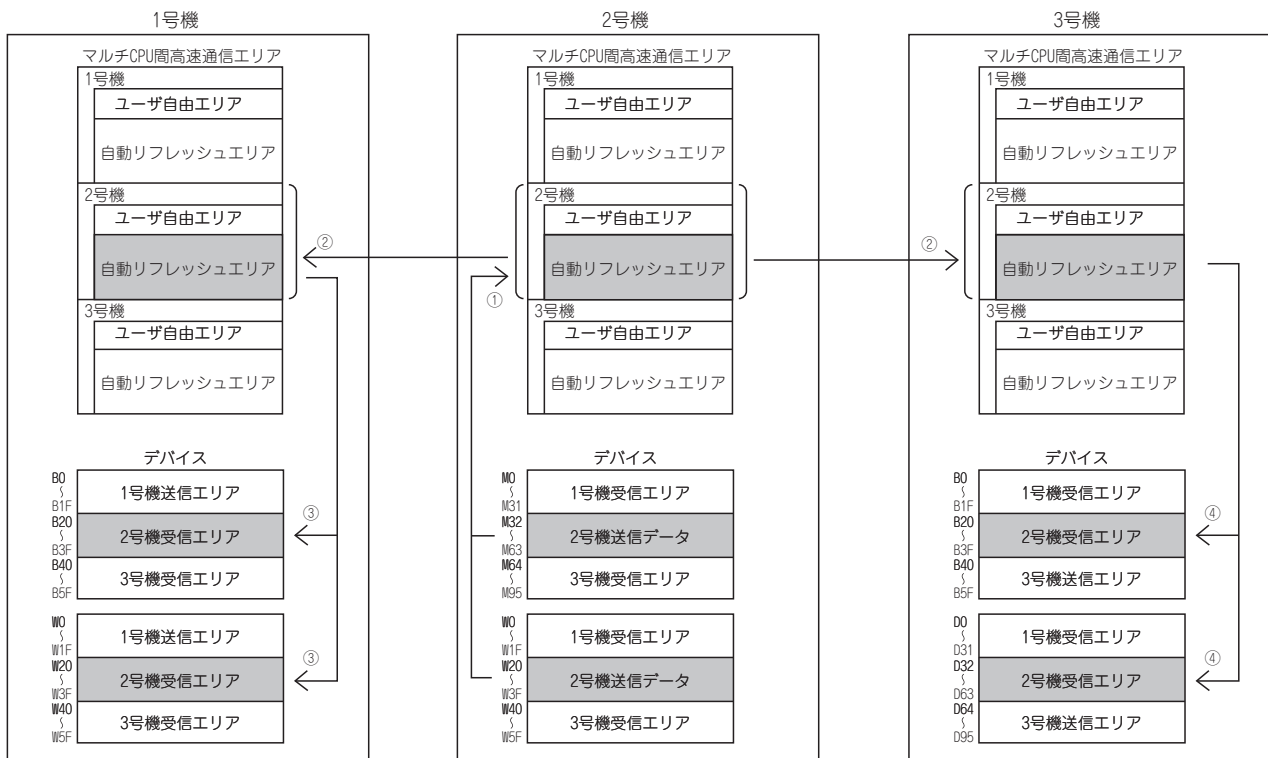 1号機
マルチCPU間高速通信エリア
1号機
ユーザ自由エリア
自動リフレッシュエリア
2号機
ユーザ自由エリア
自動リフレッシュエリア
3号機
ユーザ自由エリア
自動リフレッシュエリア
②
デバイス
B0
〜
B1F
1号機送信エリア
B20
〜
B3F
2号機受信エリア
③
B40
〜
B5F
3号機受信エリア
W0
〜
W1F
1号機送信エリア
W20
〜
W3F
2号機受信エリア
③
W40
〜
W5F
3号機受信エリア
2号機
マルチCPU間高速通信エリア
1号機
ユーザ自由エリア
自動リフレッシュエリア
2号機
ユーザ自由エリア
自動リフレッシュエリア
①
3号機
ユーザ自由エリア
自動リフレッシュエリア
デバイス
M0
〜
M31
1号機受信エリア
M32
〜
M63
2号機送信データ
M64
〜
M95
3号機受信エリア
W0
〜
W1F
1号機受信エリア
W20
〜
W3F
2号機送信データ
W40
〜
W5F
3号機受信エリア
3号機
マルチCPU間高速通信エリア
1号機
ユーザ自由エリア
自動リフレッシュエリア
②
2号機
ユーザ自由エリア
自動リフレッシュエリア
3号機
ユーザ自由エリア
自動リフレッシュエリア
デバイス
B0
〜
B1F
1号機受信エリア
B20
〜
B3F
2号機受信エリア
④
B40
〜
B5F
3号機送信エリア
D0
〜
D31
1号機受信エリア
D32
〜
D63
2号機受信エリア
④
D64
〜
D95
3号機送信エリア